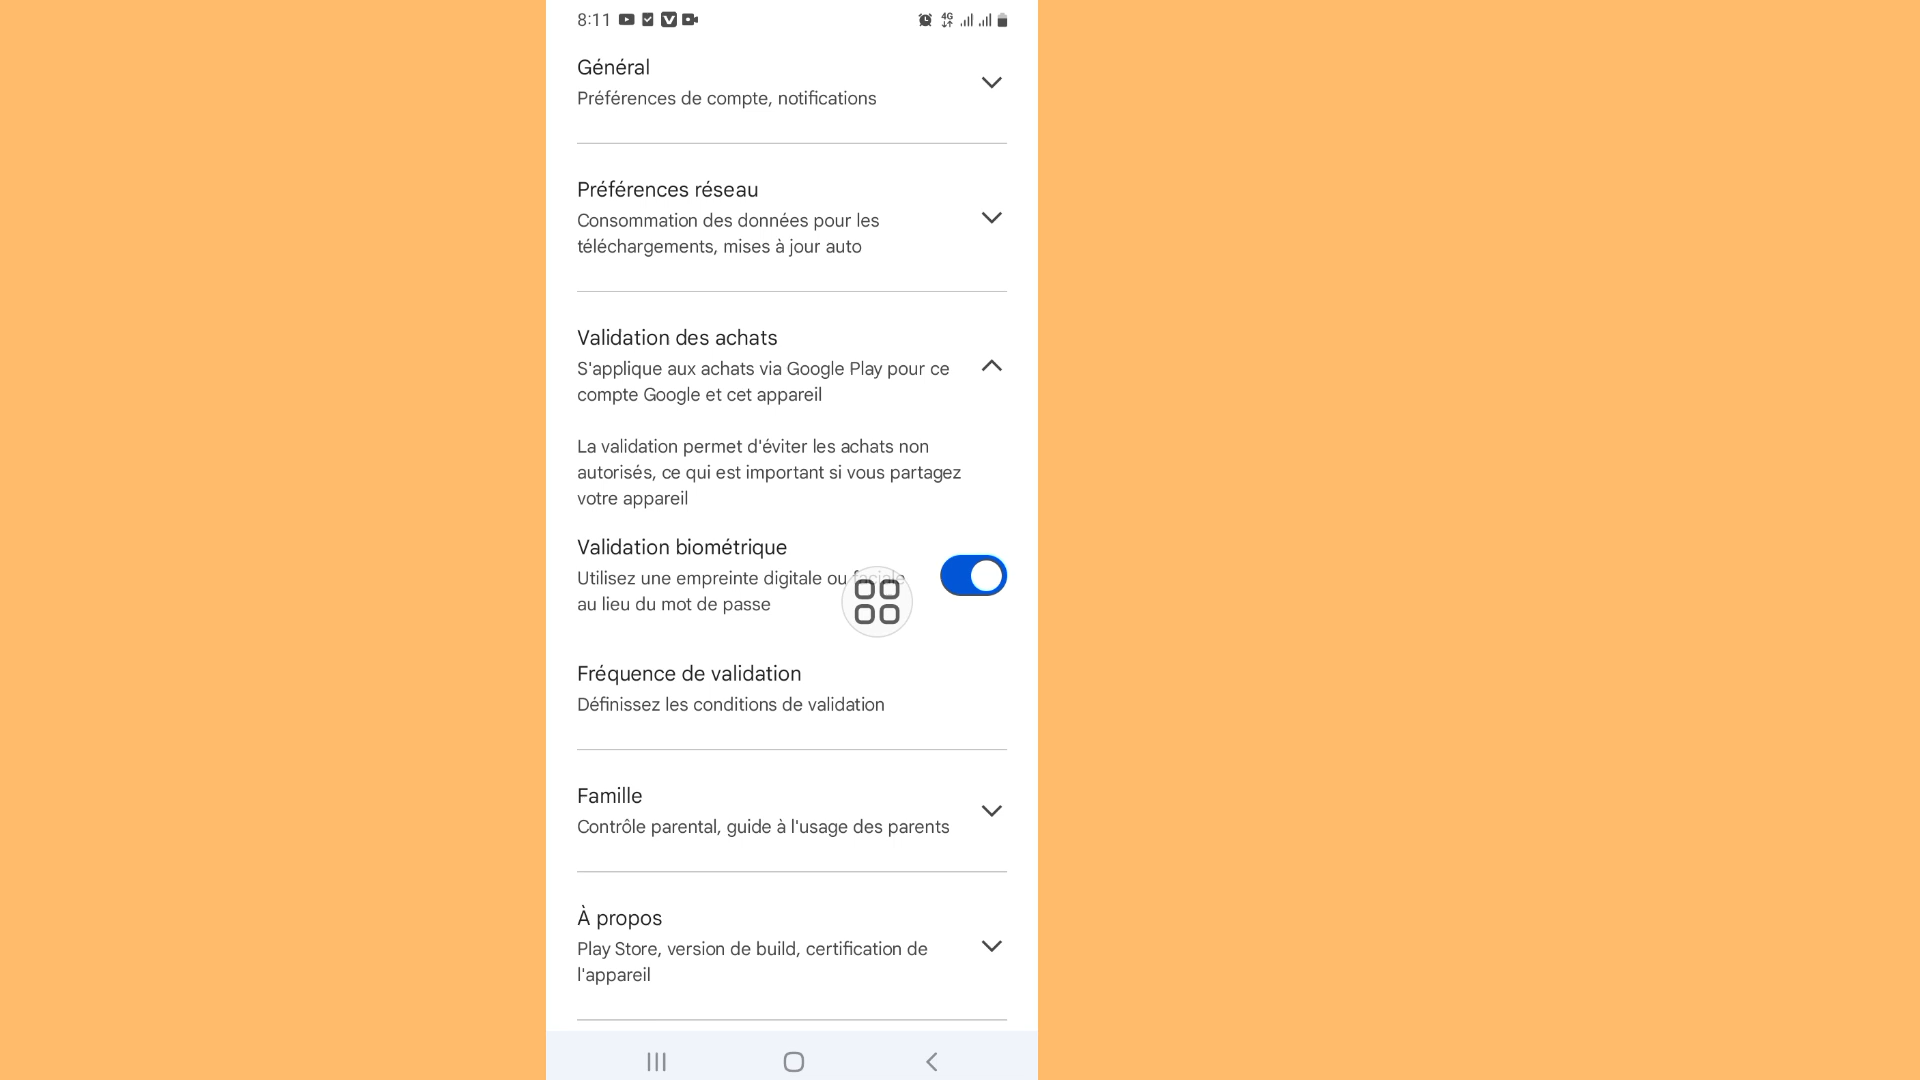 8:11
4G
Général
Préférences de compte, notifications
Préférences réseau
Consommation des données pour les
téléchargements, mises à jour auto
Validation des achats
S'applique aux achats via Google Play pour ce
compte Google et cet appareil
La validation permet d'éviter les achats non
autorisés, ce qui est important si vous partagez
votre appareil
Validation biométrique
Utilisez une empreinte digitale ou faciale
au lieu du mot de passe
Fréquence de validation
Définissez les conditions de validation
Famille
Contrôle parental, guide à l'usage des parents
À propos
Play Store, version de build, certification de
l'appareil